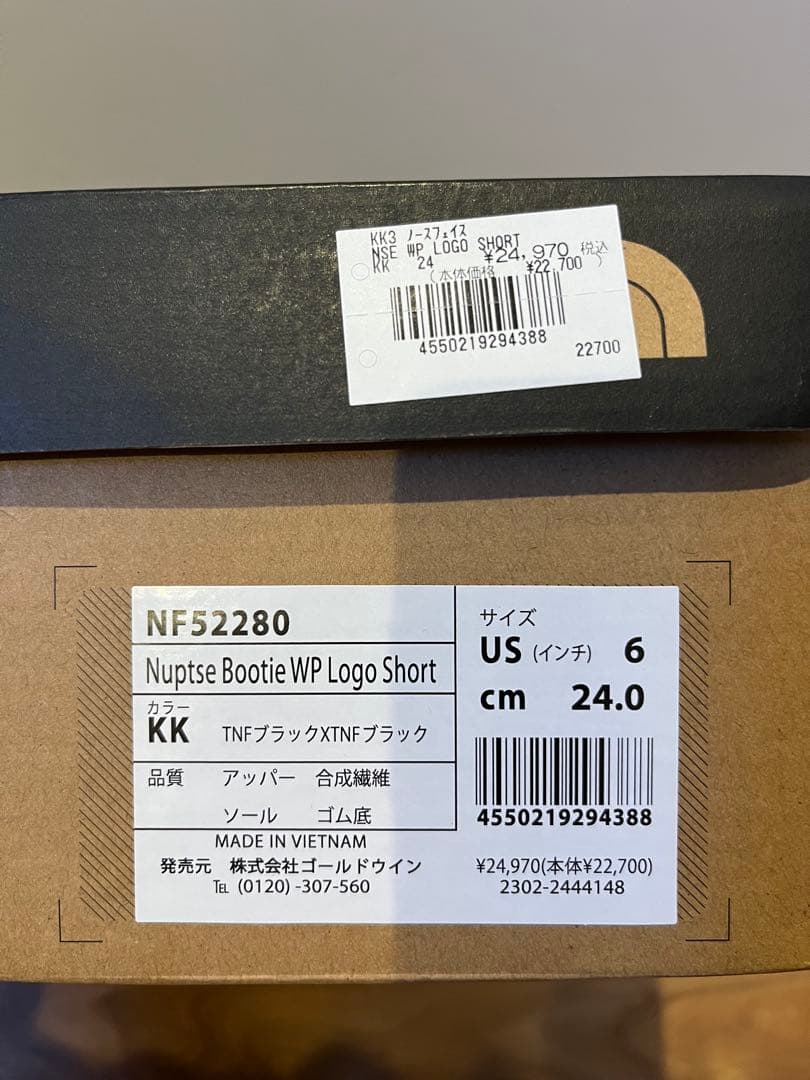 KK3 ノースフェイス
NSE WP LOGO SHORT
KK 24 ¥24,970 税込
(本体価格 ¥22,700 )
4550219294388
22700
NF52280
Nuptse Bootie WP Logo Short
カラー
KK TNFブラックXTNFブラック
品質 アッパー 合成繊維
ソール ゴム底
MADE IN VIETNAM
発売元 株式会社ゴールドウイン
TEL (0120) -307-560
サイズ
US (インチ) 6
cm 24.0
4550219294388
¥24,970(本体¥22,700)
2302-2444148